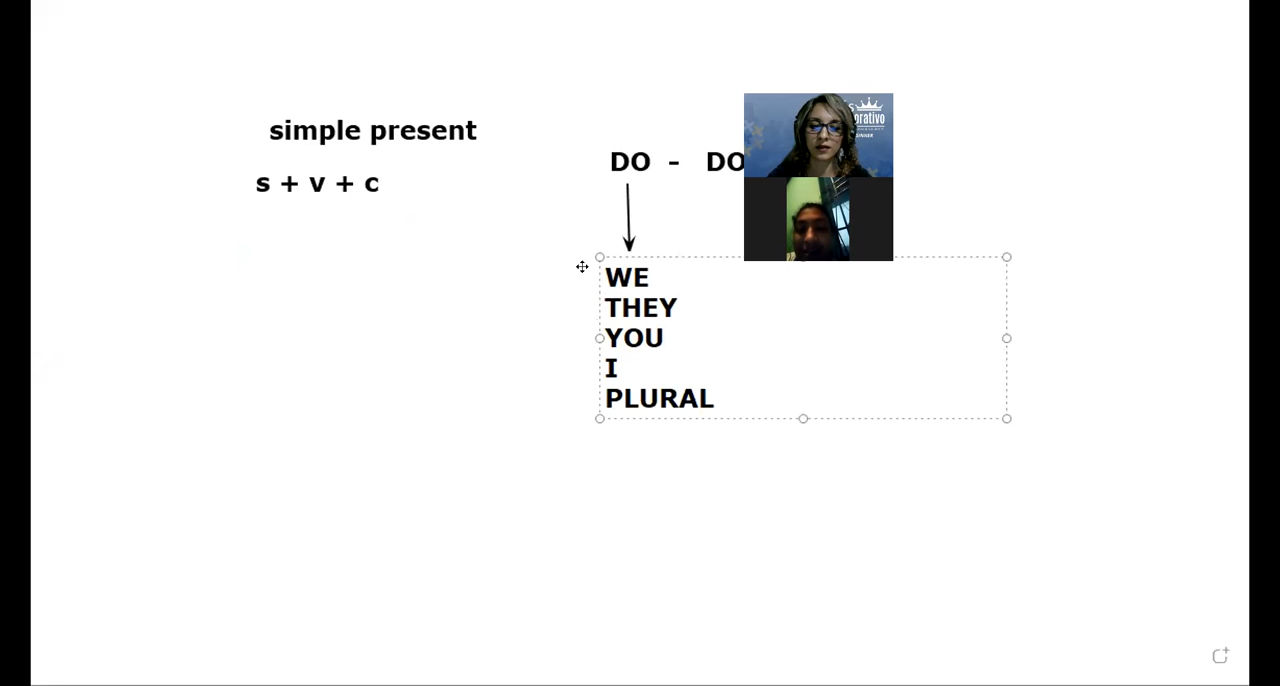 simple present
s + v + c
DO - DO
WE
THEY
YOU
I
PLURAL